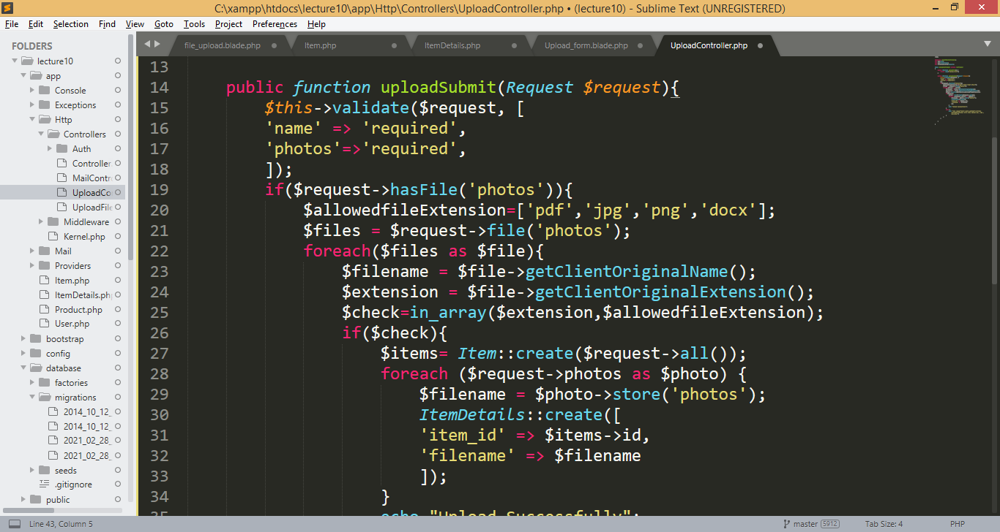 C:\xampp\htdocs\lecture10\app\Http\Controllers\UploadController.php • (lecture10) - Sublime Text (UNREGISTERED)
File Edit Selection Find View Goto Tools Project Preferences Help
FOLDERS
lecture10
app
Console
Exceptions
Http
Controllers
Auth
Controller
MailContr
UploadCo
UploadFile
Middleware
Kernel.php
Mail
Providers
Item.php
ItemDetails.ph
Product.php
User.php
bootstrap
config
database
factories
migrations
2014_10_12_
2014_10_12_
2021_02_28_
2021_02_28_
seeds
.gitignore
public
file_upload.blade.php Item.php ItemDetails.php Upload_form.blade.php UploadController.php
13
14 public function uploadSubmit(Request $request){
15 $this->validate($request, [
16 'name' => 'required',
17 'photos'=>'required',
18 ]);
19 if($request->hasFile('photos')){
20 $allowedfileExtension=['pdf','jpg','png','docx'];
21 $files = $request->file('photos');
22 foreach($files as $file){
23 $filename = $file->getClientOriginalName();
24 $extension = $file->getClientOriginalExtension();
25 $check=in_array($extension,$allowedfileExtension);
26 if($check){
27 $items= Item::create($request->all());
28 foreach ($request->photos as $photo) {
29 $filename = $photo->store('photos');
30 ItemDetails::create([
31 'item_id' => $items->id,
32 'filename' => $filename
33 ]);
34 }
35 echo "Upload Successfully";
Line 43, Column 5 master 5912 Tab Size: 4 PHP